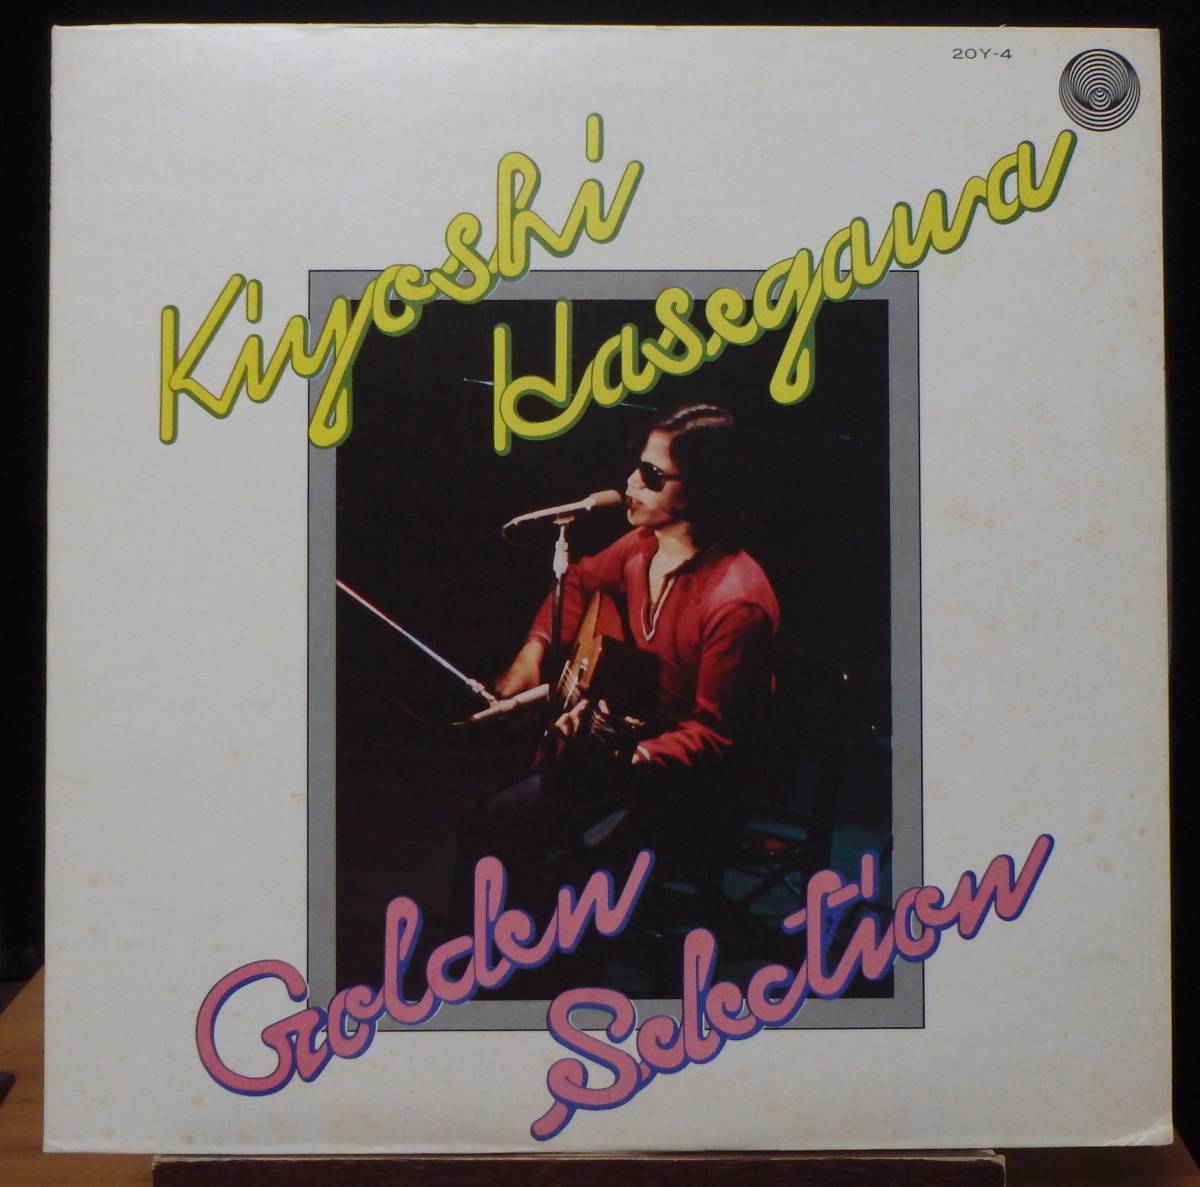 20Y-4
Kiyoshi
Hasegawa
Golden
Selection